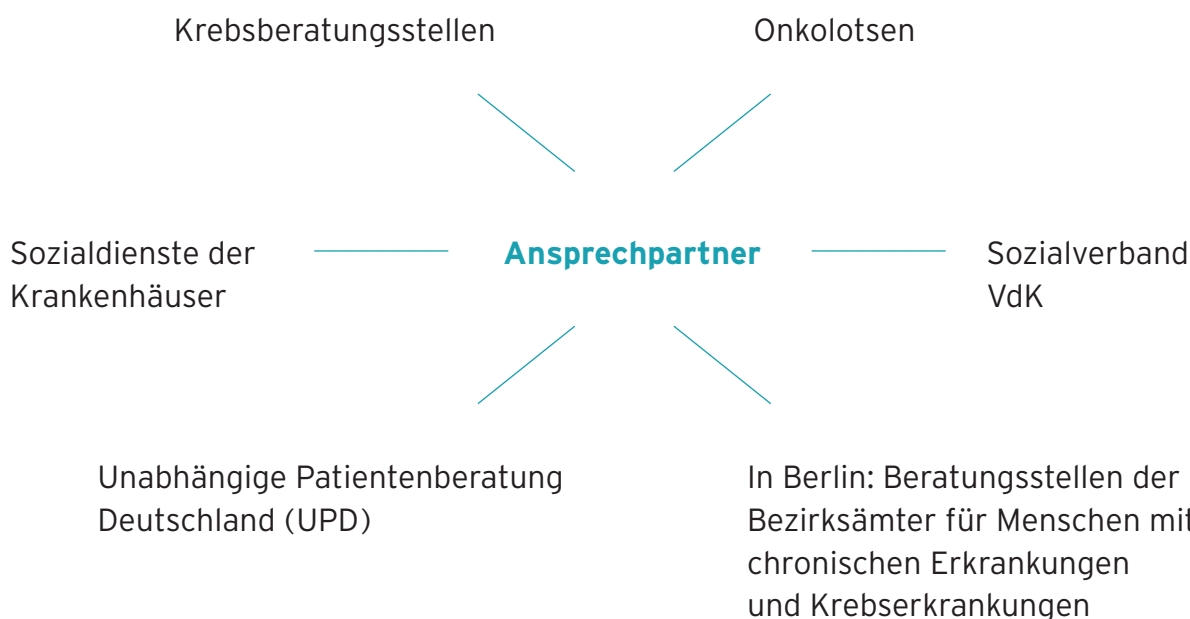 Krebsberatungsstellen
Onkolotsen
Sozialdienste der
Krankenhäuser
Ansprechpartner
Sozialverband
VdK
Unabhängige Patientenberatung
Deutschland (UPD)
In Berlin: Beratungsstellen der
Bezirksämter für Menschen mit
chronischen Erkrankungen
und Krebserkrankungen